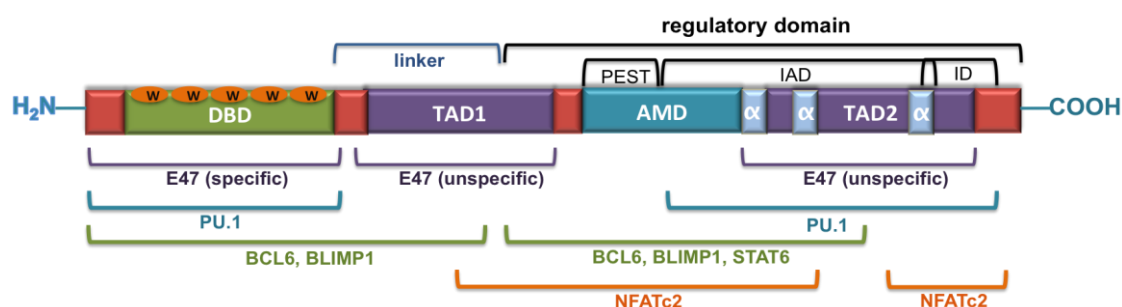 regulatory domain
linker
PEST
IAD
ID
H₂N
W W W W W
DBD
TAD1
AMD
α
α
TAD2
α
COOH
E47 (specific)
E47 (unspecific)
E47 (unspecific)
PU.1
PU.1
BCL6, BLIMP1
BCL6, BLIMP1, STAT6
NFATc2
NFATc2